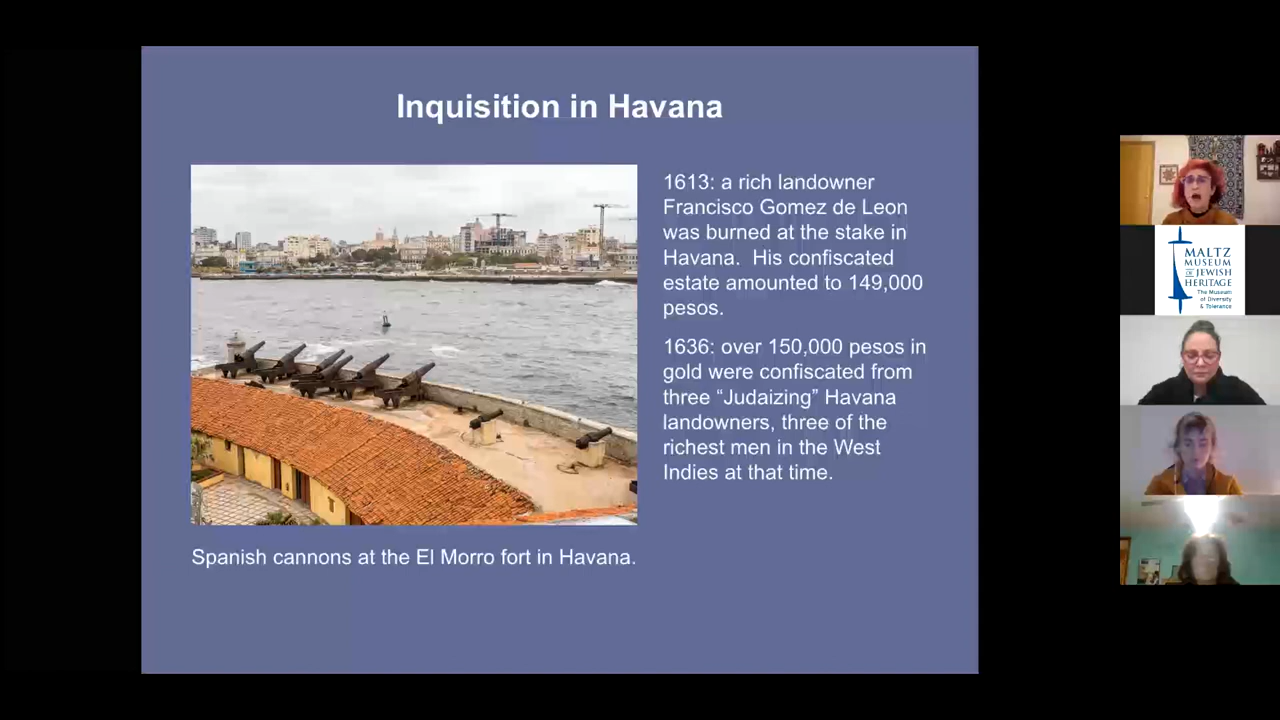 Inquisition in Havana
1613: a rich landowner
Francisco Gomez de Leon
was burned at the stake in
Havana.  His confiscated
estate amounted to 149,000
pesos.
1636: over 150,000 pesos in
gold were confiscated from
three “Judaizing” Havana
landowners, three of the
richest men in the West
Indies at that time.
Spanish cannons at the El Morro fort in Havana.
MALTZ
MUSEUM
OF JEWISH
HERITAGE
The Museum
of Diversity
& Tolerance